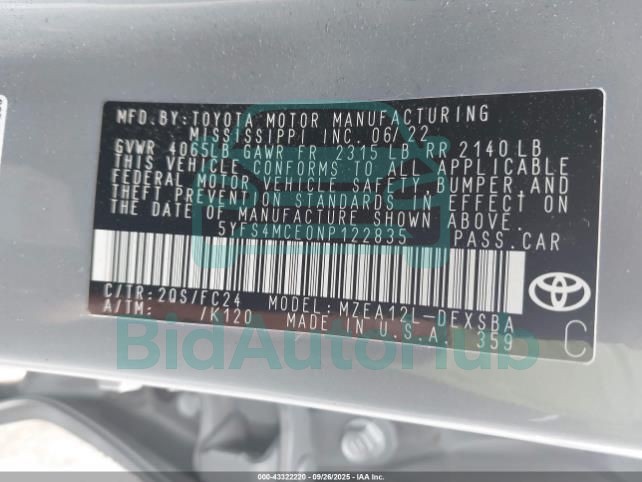 MFD. BY: TOYOTA MOTOR MANUFACTURING
MISSISSIPPI INC. 06/22
GVWR 4065LB GAWR FR 2315 LB RR 2140 LB
THIS VEHICLE CONFORMS TO ALL APPLICABLE
FEDERAL MOTOR VEHICLE SAFETY, BUMPER, AND
THEFT PREVENTION STANDARDS IN EFFECT ON
THE DATE OF MANUFACTURE SHOWN ABOVE.
5YFS4MCE0NP122835 PASS.CAR
C/TR: 2QS/FC24 MODEL: MZEA12L-DEXSBA
A/TM: /K120 MADE IN U.S.A. 359
C
AutoBidHub
000-43322220 - 09/26/2025 - IAA Inc.